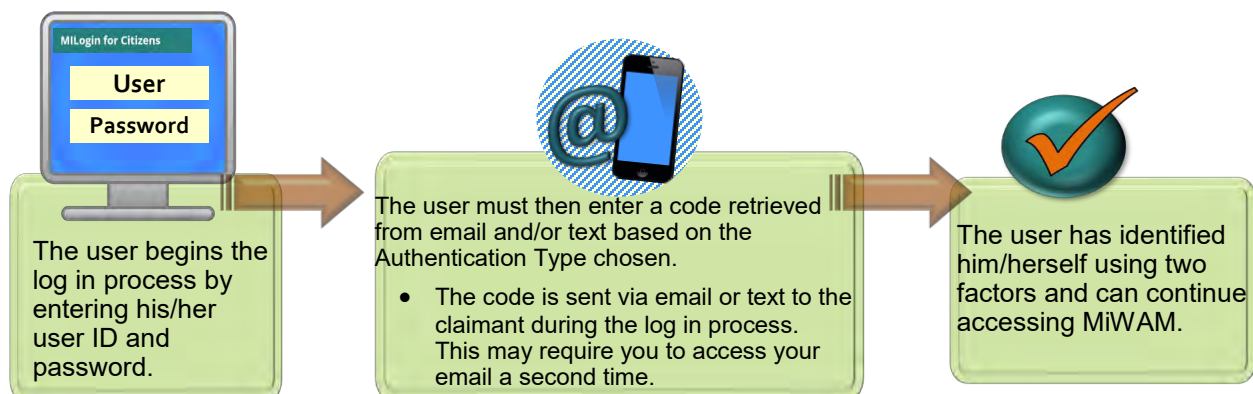 MILogin for Citizens
User
Password
The user begins the
log in process by
entering his/her
user ID and
password.
@
The user must then enter a code retrieved
from email and/or text based on the
Authentication Type chosen.
• The code is sent via email or text to the
claimant during the log in process.
This may require you to access your
email a second time.
The user has identified
him/herself using two
factors and can continue
accessing MiWAM.